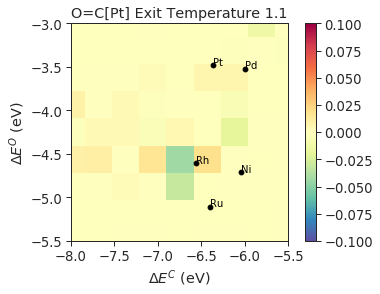 O=C[Pt] Exit Temperature 1.1
ΔE^O (eV)
−3.0
−3.5
−4.0
−4.5
−5.0
−5.5
Pt
Pd
Rh
Ni
Ru
−8.0 −7.5 −7.0 −6.5 −6.0 −5.5
ΔE^C (eV)
0.100
0.075
0.050
0.025
0.000
−0.025
−0.050
−0.075
−0.100